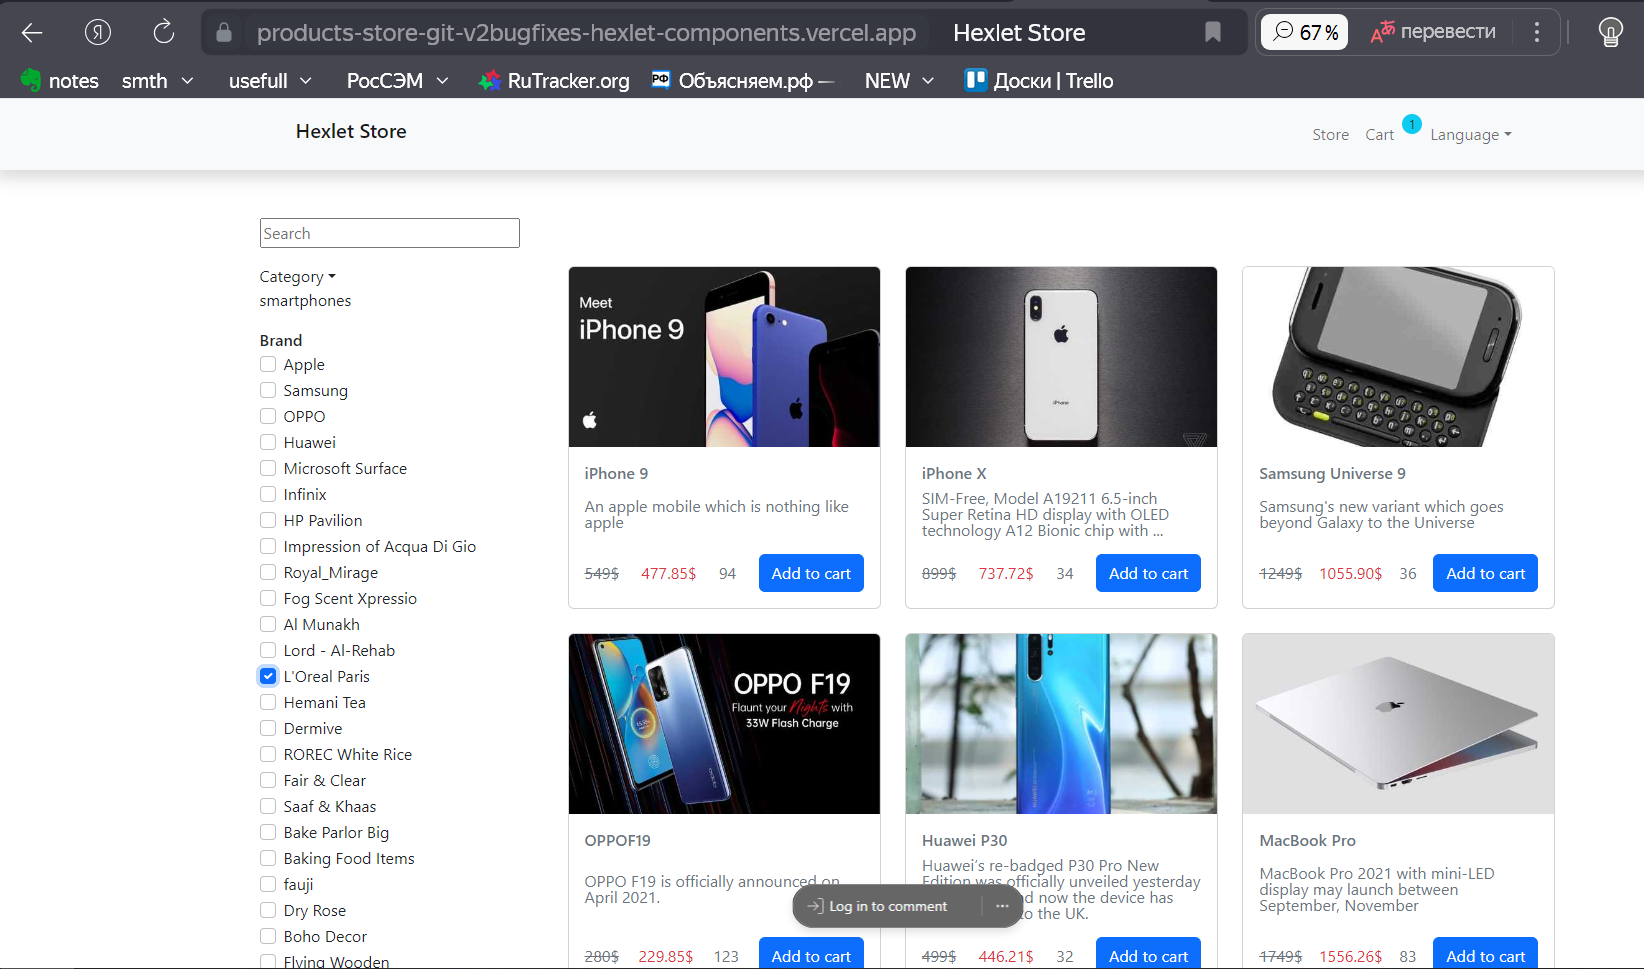 Я
products-store-git-v2bugfixes-hexlet-components.vercel.app Hexlet Store
67 %
перевести
notes
smth
usefull
РосСЭМ
RuTracker.org
РФ Объясняем.рф —
NEW
Доски | Trello
Hexlet Store
Store
Cart
1
Language
Search
Category
smartphones
Brand
Apple
Samsung
OPPO
Huawei
Microsoft Surface
Infinix
HP Pavilion
Impression of Acqua Di Gio
Royal_Mirage
Fog Scent Xpressio
Al Munakh
Lord - Al-Rehab
L'Oreal Paris
Hemani Tea
Dermive
ROREC White Rice
Fair & Clear
Saaf & Khaas
Bake Parlor Big
Baking Food Items
fauji
Dry Rose
Boho Decor
Flying Wooden
Meet
iPhone 9
iPhone 9
An apple mobile which is nothing like
apple
549$ 477.85$ 94 Add to cart
iPhone
iPhone X
SIM-Free, Model A19211 6.5-inch
Super Retina HD display with OLED
technology A12 Bionic chip with ...
899$ 737.72$ 34 Add to cart
Samsung Universe 9
Samsung's new variant which goes
beyond Galaxy to the Universe
1249$ 1055.90$ 36 Add to cart
OPPO F19
Flaunt your Nights with
33W Flash Charge
OPPOF19
OPPO F19 is officially announced on
April 2021.
280$ 229.85$ 123 Add to cart
Huawei P30
Huawei's re-badged P30 Pro New
Edition was officially unveiled yesterday
nd now the device has
to the UK.
499$ 446.21$ 32 Add to cart
MacBook Pro
MacBook Pro 2021 with mini-LED
display may launch between
September, November
1749$ 1556.26$ 83 Add to cart
Log in to comment